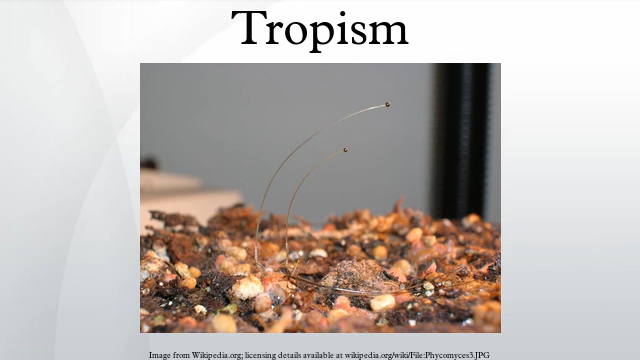 Tropism
Image from Wikipedia.org; licensing details available at wikipedia.org/wiki/File:Phycomyces3.JPG